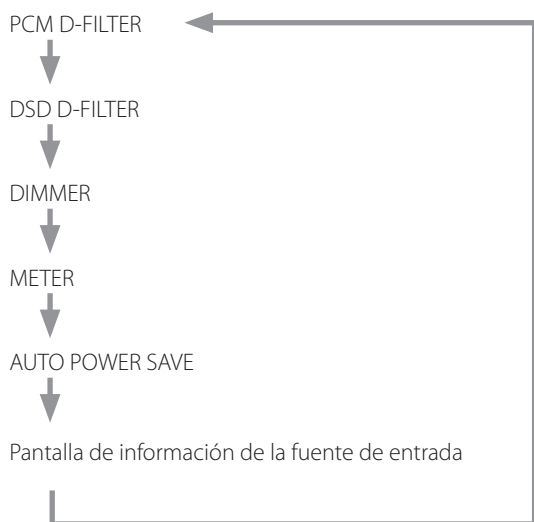 PCM D-FILTER
DSD D-FILTER
DIMMER
METER
AUTO POWER SAVE
Pantalla de información de la fuente de entrada